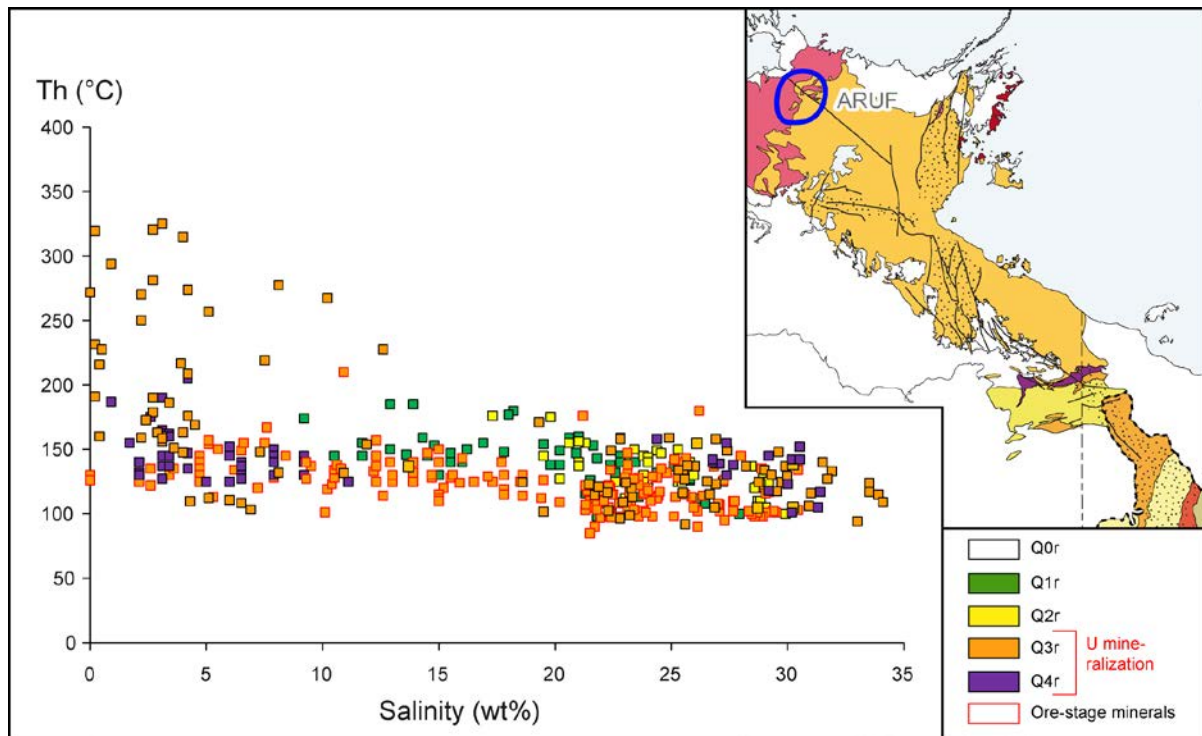 Th (°C)
400
350
300
250
200
150
100
50
0
0 5 10 15 20 25 30 35
Salinity (wt%)
ARUF
Q0r
Q1r
Q2r
Q3r
Q4r
U mine-
ralization
Ore-stage minerals